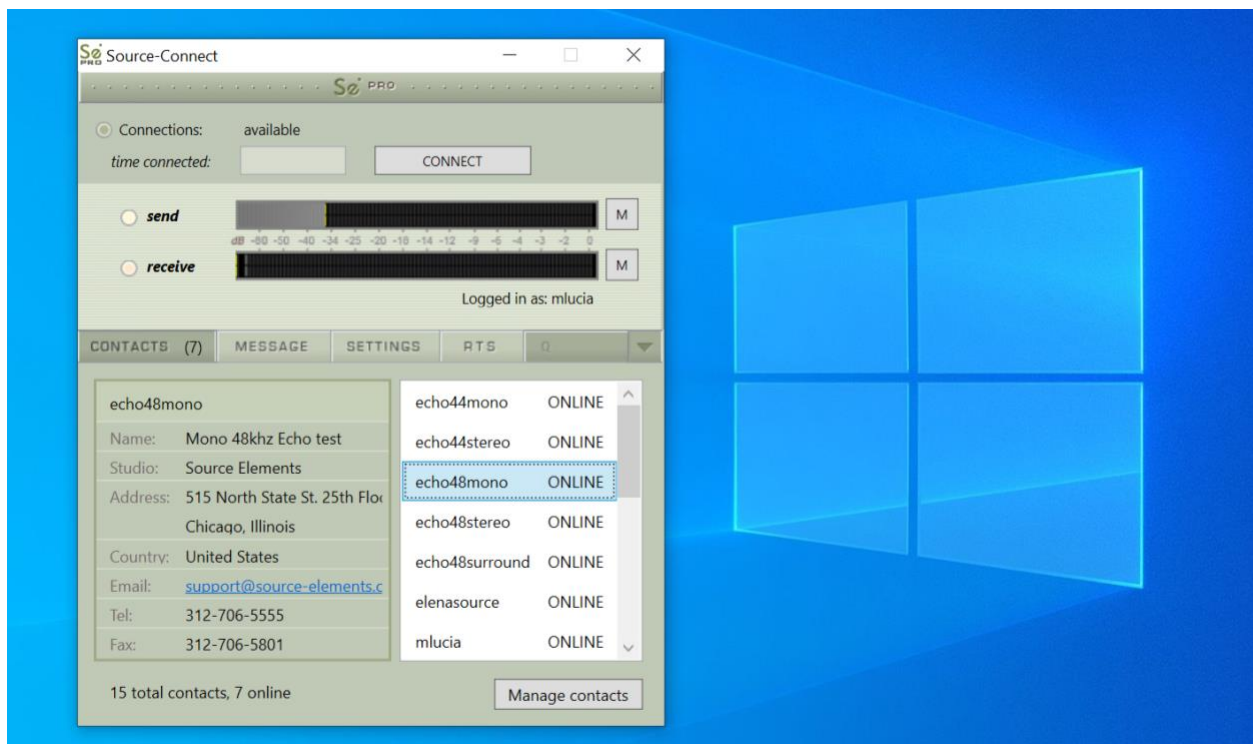 Se PRO Source-Connect
Se PRO
Connections: available
time connected: CONNECT
send M
dB -80 -50 -40 -34 -25 -20 -18 -14 -12 -9 -6 -4 -3 -2 0
receive M
Logged in as: mlucia
CONTACTS (7) MESSAGE SETTINGS RTS Q
echo48mono
Name: Mono 48khz Echo test
Studio: Source Elements
Address: 515 North State St. 25th Floo
Chicago, Illinois
Country: United States
Email: support@source-elements.c
Tel: 312-706-5555
Fax: 312-706-5801
echo44mono ONLINE
echo44stereo ONLINE
echo48mono ONLINE
echo48stereo ONLINE
echo48surround ONLINE
elenasource ONLINE
mlucia ONLINE
15 total contacts, 7 online
Manage contacts